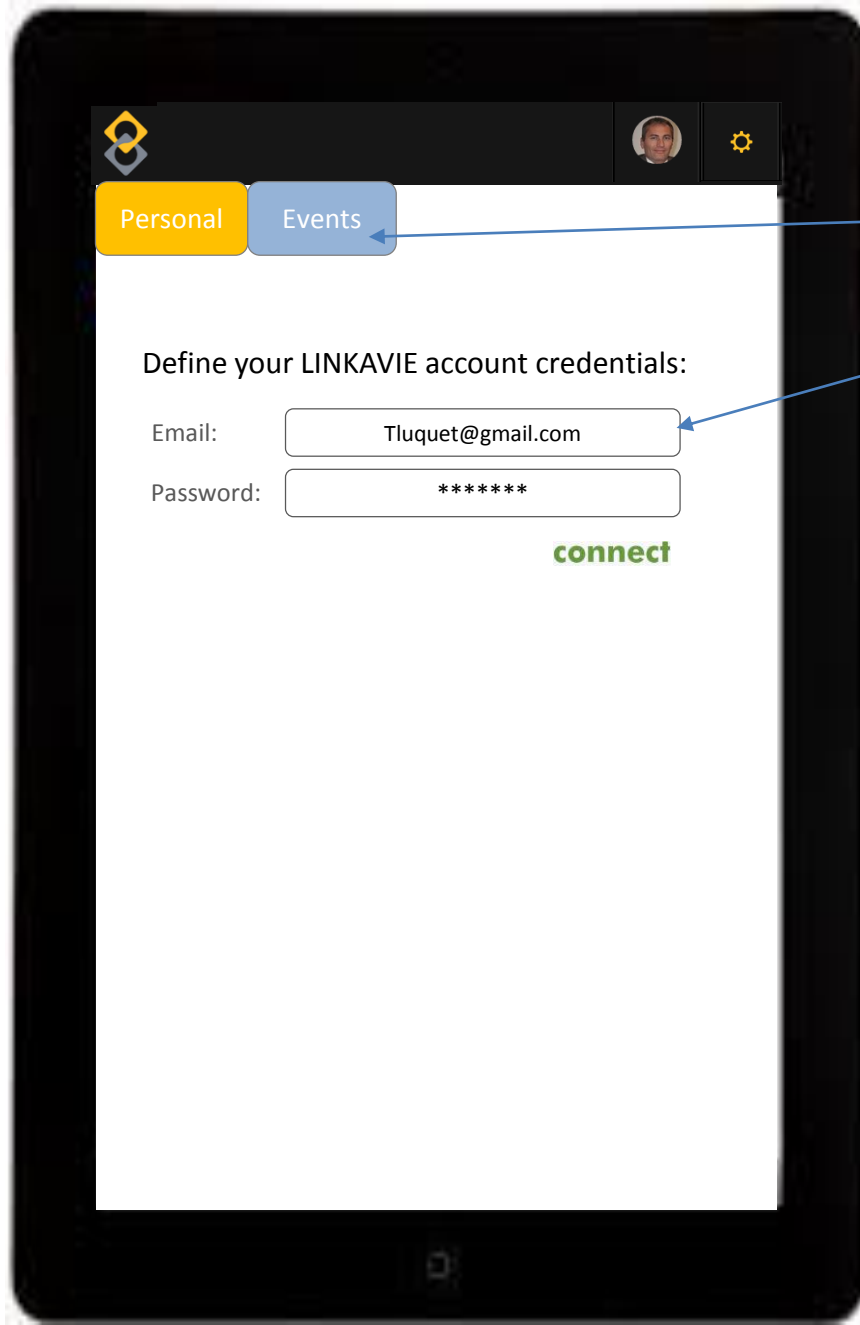 Personal Events
Define your LINKAVIE account credentials:
Email: Tluquet@gmail.com
Password: *******
connect